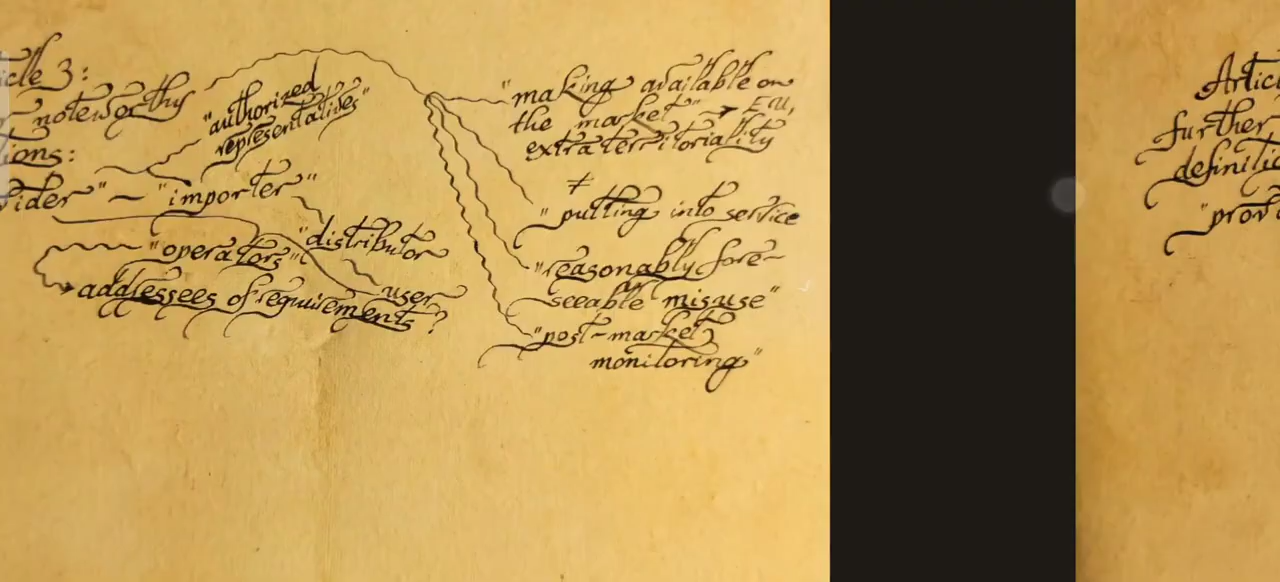 cle 3:
noteworthy
ions:
ider" – "importer"
"authorized
representatives"
"distributor
"operators"
user
addressees of requirements?
"making available on
the market" → EU,
extraterritoriality
≠
"putting into service
"reasonably fore-
seeable misuse"
"post-market
monitoring"
Artic
further
definitio
"prov